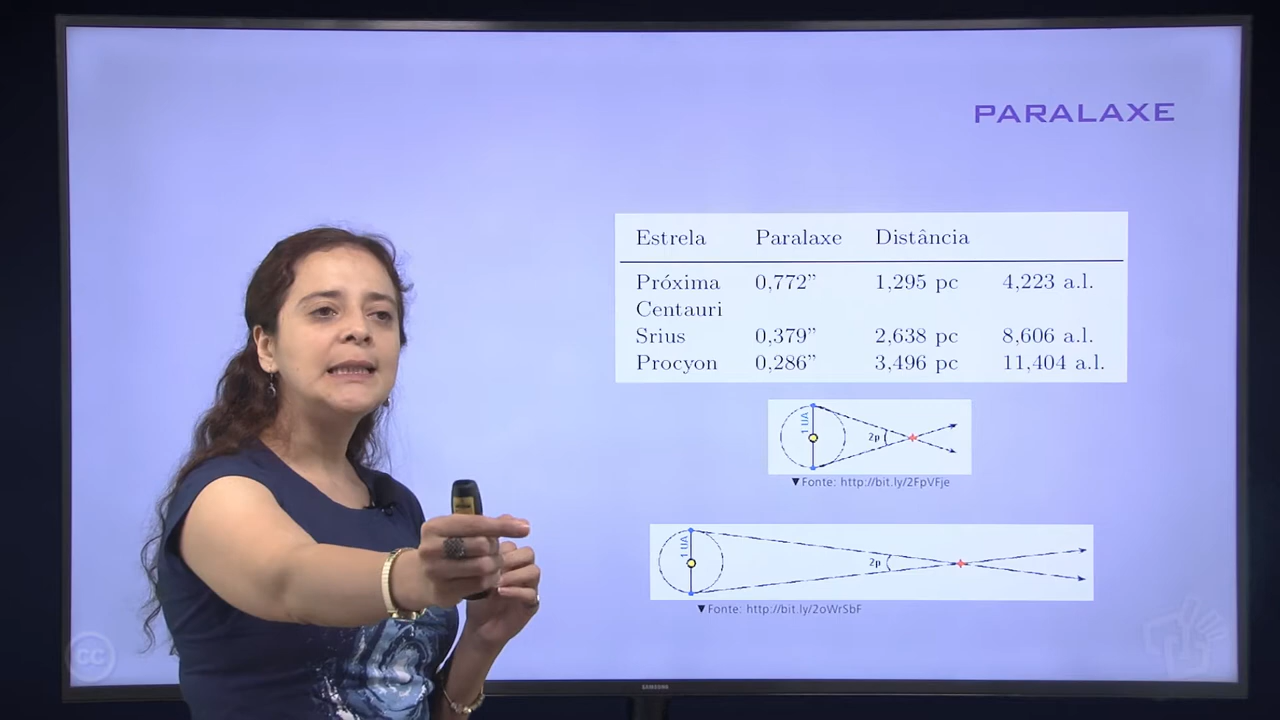 PARALAXE
Estrela Paralaxe Distância
Próxima 0,772” 1,295 pc 4,223 a.l.
Centauri
Srius 0,379” 2,638 pc 8,606 a.l.
Procyon 0,286” 3,496 pc 11,404 a.l.
1 UA
2p
▼Fonte: http://bit.ly/2FpVFje
1 UA
2p
▼Fonte: http://bit.ly/2oWrSbF
cc
SAMSUNG